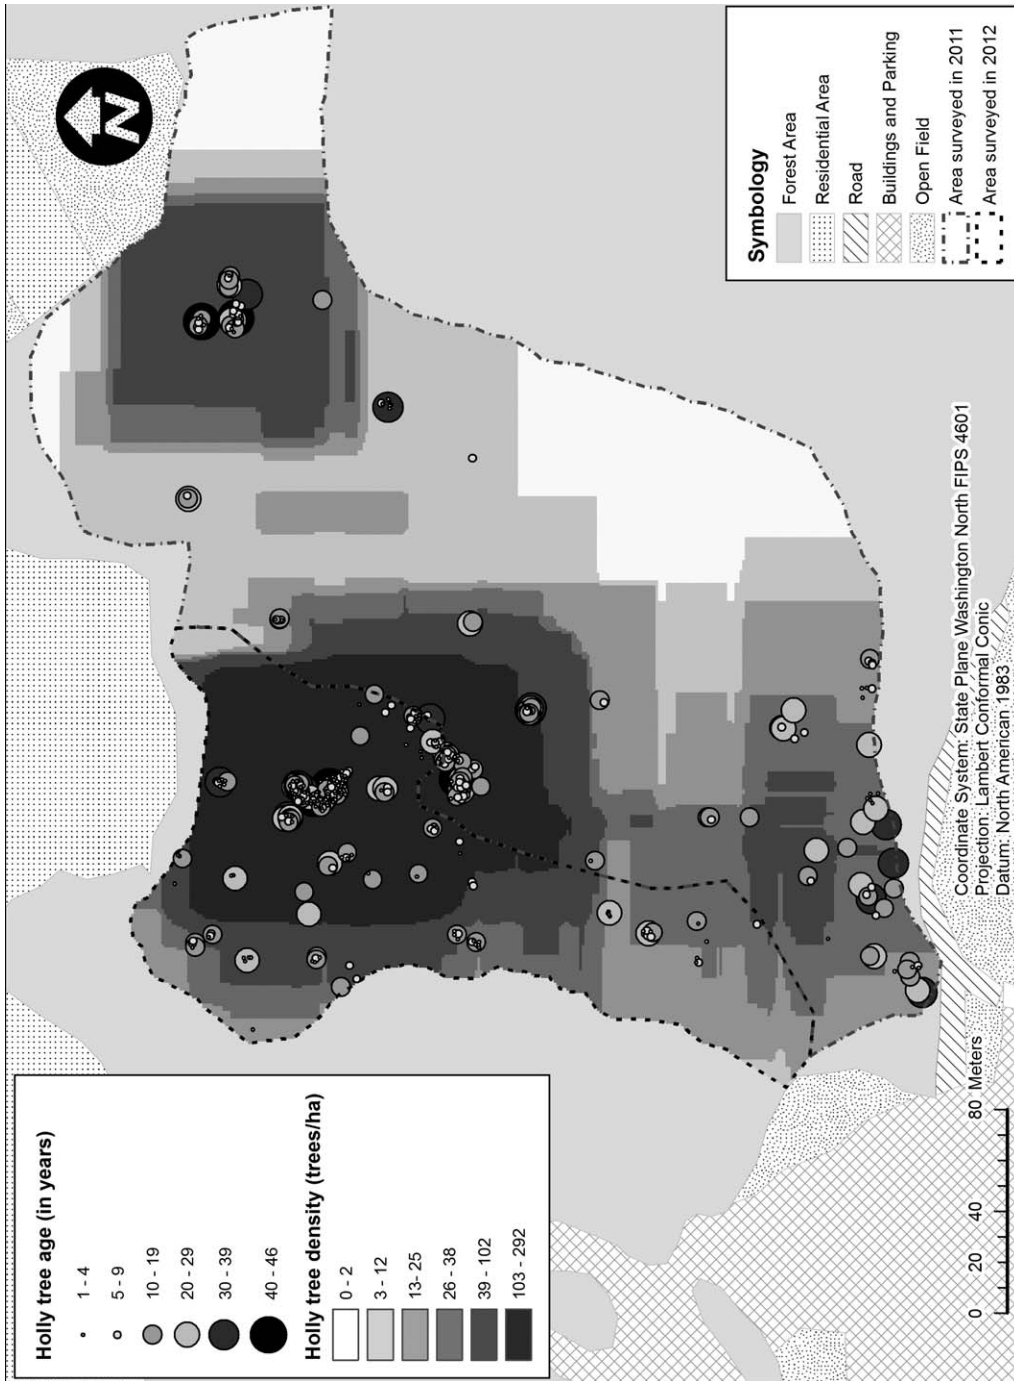 N
Holly tree age (in years)
1 - 4
5 - 9
10 - 19
20 - 29
30 - 39
40 - 46
Holly tree density (trees/ha)
0 - 2
3 - 12
13- 25
26 - 38
39 - 102
103 - 292
Symbology
Forest Area
Residential Area
Road
Buildings and Parking
Open Field
Area surveyed in 2011
Area surveyed in 2012
0 20 40 80 Meters
Coordinate System: State Plane Washington North FIPS 4601
Projection: Lambert Conformal Conic
Datum: North American 1983